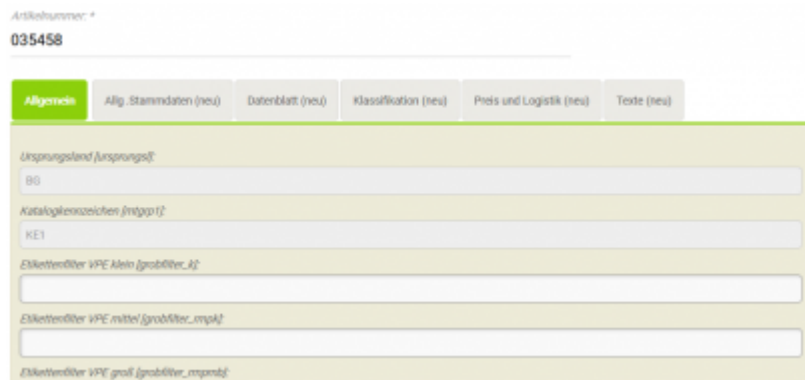 Artikelnummer: *
035458
Allgemein Allg. Stammdaten (neu) Datenblatt (neu) Klassifikation (neu) Preis und Logistik (neu) Texte (neu)
Ursprungsland [ursprungsl]:
BG
Katalogkennzeichen [mtgrp1]:
KE1
Etikettenfilter VPE klein [grobfilter_k]:
Etikettenfilter VPE mittel [grobfilter_mpk]:
Etikettenfilter VPE groß [grobfilter_mpmb]: